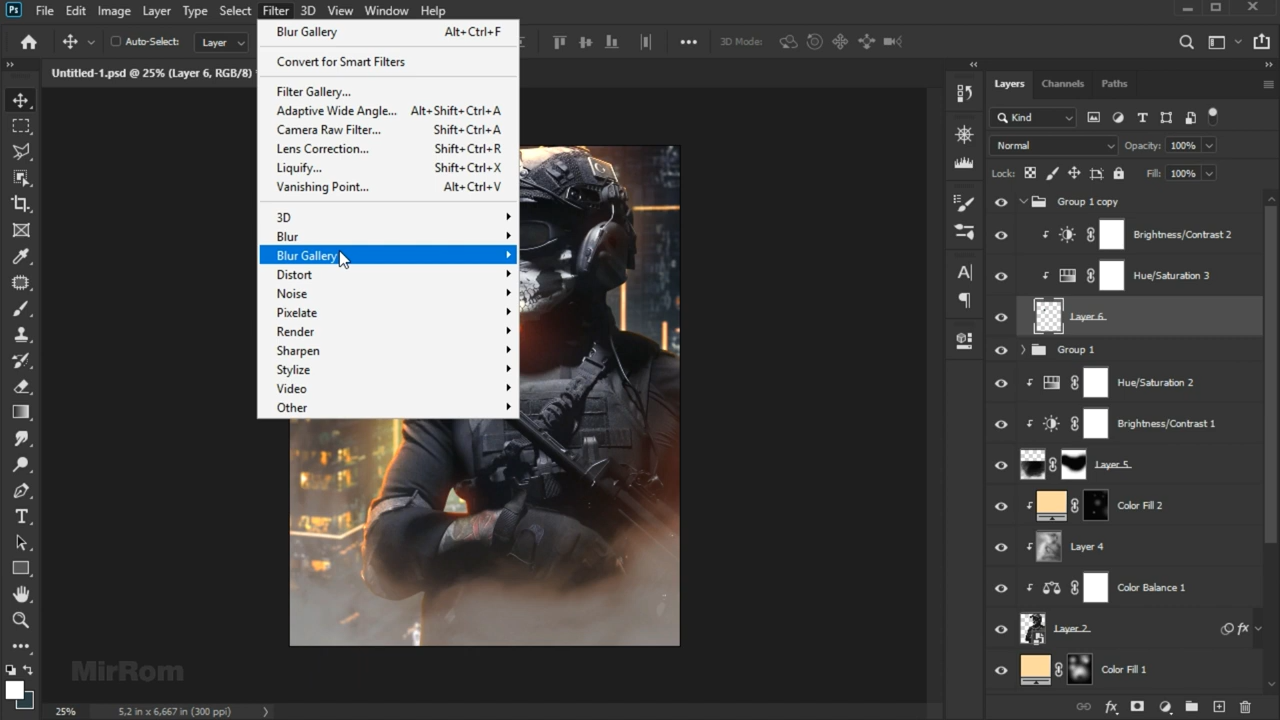 Ps File Edit Image Layer Type Select Filter 3D View Window Help
Auto-Select: Layer 3D Mode:
Untitled-1.psd @ 25% (Layer 6, RGB/8)
Blur Gallery Alt+Ctrl+F
Convert for Smart Filters
Filter Gallery...
Adaptive Wide Angle... Alt+Shift+Ctrl+A
Camera Raw Filter... Shift+Ctrl+A
Lens Correction... Shift+Ctrl+R
Liquify... Shift+Ctrl+X
Vanishing Point... Alt+Ctrl+V
3D
Blur
Blur Gallery
Distort
Noise
Pixelate
Render
Sharpen
Stylize
Video
Other
Layers Channels Paths
Kind
Normal Opacity: 100%
Lock: Fill: 100%
Group 1 copy
Brightness/Contrast 2
Hue/Saturation 3
Layer 6
Group 1
Hue/Saturation 2
Brightness/Contrast 1
Layer 5
Color Fill 2
Layer 4
Color Balance 1
Layer 2 fx
Color Fill 1
MirRom
25% 5,2 in x 6,667 in (300 ppi)